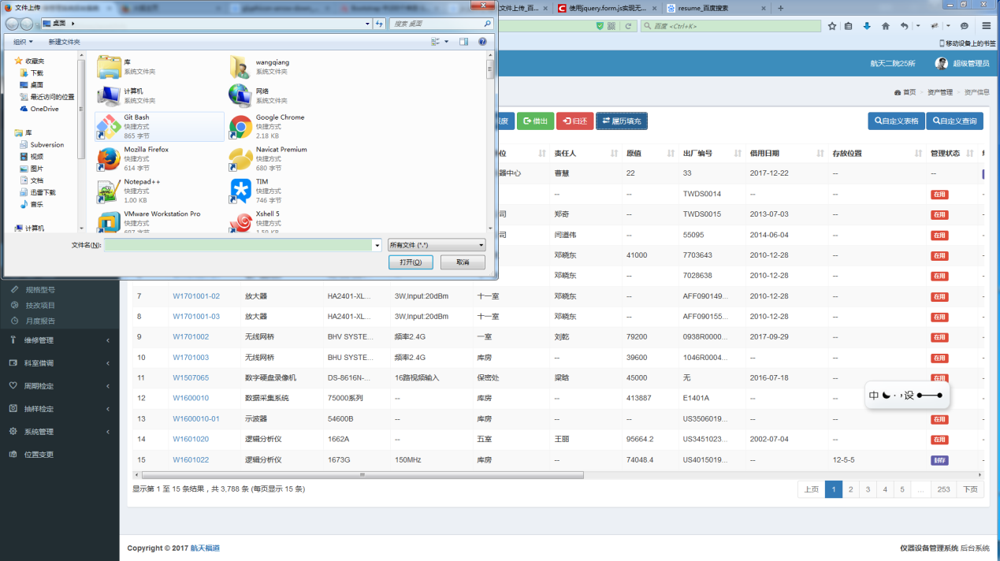 文件上传
文件上传_百...
使用jquery.form.js实现无...
resume_百度搜索
桌面
搜索 桌面
百度 <Ctrl+K>
组织
新建文件夹
移动设备上的书签
收藏夹
下载
桌面
最近访问的位置
OneDrive
库
Subversion
视频
图片
文档
迅雷下载
音乐
计算机
库
系统文件夹
wangqiang
系统文件夹
计算机
系统文件夹
网络
系统文件夹
Git Bash
快捷方式
865 字节
Google Chrome
快捷方式
2.18 KB
Mozilla Firefox
快捷方式
614 字节
Navicat Premium
快捷方式
680 字节
Notepad++
快捷方式
1.00 KB
TIM
快捷方式
746 字节
VMware Workstation Pro
快捷方式
Xshell 5
快捷方式
文件名(N):
所有文件 (*.*)
打开(O)
取消
航天二院25所
超级管理员
首页
资产管理
资产信息
借出
归还
履历填充
自定义表格
自定义查询
位 责任人 原值 出厂编号 借用日期 存放位置 管理状态
器中心 曹慧 22 33 2017-12-22 -- --
-- -- TWDS0014 -- -- 在用
司 郑奇 -- TWDS0015 2013-07-03 -- 在用
司 闫道伟 -- 55095 2014-06-04 -- 在用
邓晓东 41000 7703643 2010-12-28 -- 在用
邓晓东 -- 7028638 2010-12-28 -- 在用
7 W1701001-02 放大器 HA2401-XL... 3W,Input:20dBm 十一室 邓晓东 -- AFF090149... 2010-12-28 -- 在用
8 W1701001-03 放大器 HA2401-XL... 3W,Input:20dBm 十一室 邓晓东 -- AFF090155... 2010-12-28 -- 在用
9 W1701002 无线网桥 BHV SYSTE... 频率2.4G 一室 刘乾 79200 0938R0000... 2017-09-29 -- 在用
10 W1701003 无线网桥 BHU SYSTE... 频率2.4G 库房 -- 39600 1046R0004... -- -- 在用
11 W1507065 数字硬盘录像机 DS-8616N-... 16路视频输入 保密处 梁晗 45000 无 2016-07-18 -- 在用
12 W1600010 数据采集系统 75000系列 -- 库房 -- 413887 E1401A -- --
13 W1600010-01 示波器 54600B -- 库房 -- -- US3506019... -- -- 在用
14 W1601020 逻辑分析仪 1662A -- 五室 王丽 95664.2 US3451023... 2002-07-04 -- 在用
15 W1601022 逻辑分析仪 1673G 150MHz 库房 -- 74048.4 US4015019... -- 12-5-5 封存
中 设
规格型号
技改项目
月度报告
维修管理
科室借调
周期检定
抽样检定
系统管理
位置变更
显示第 1 至 15 条结果，共 3,788 条 (每页显示 15 条)
上页 1 2 3 4 5 ... 253 下页
Copyright © 2017 航天福道
仪器设备管理系统 后台系统